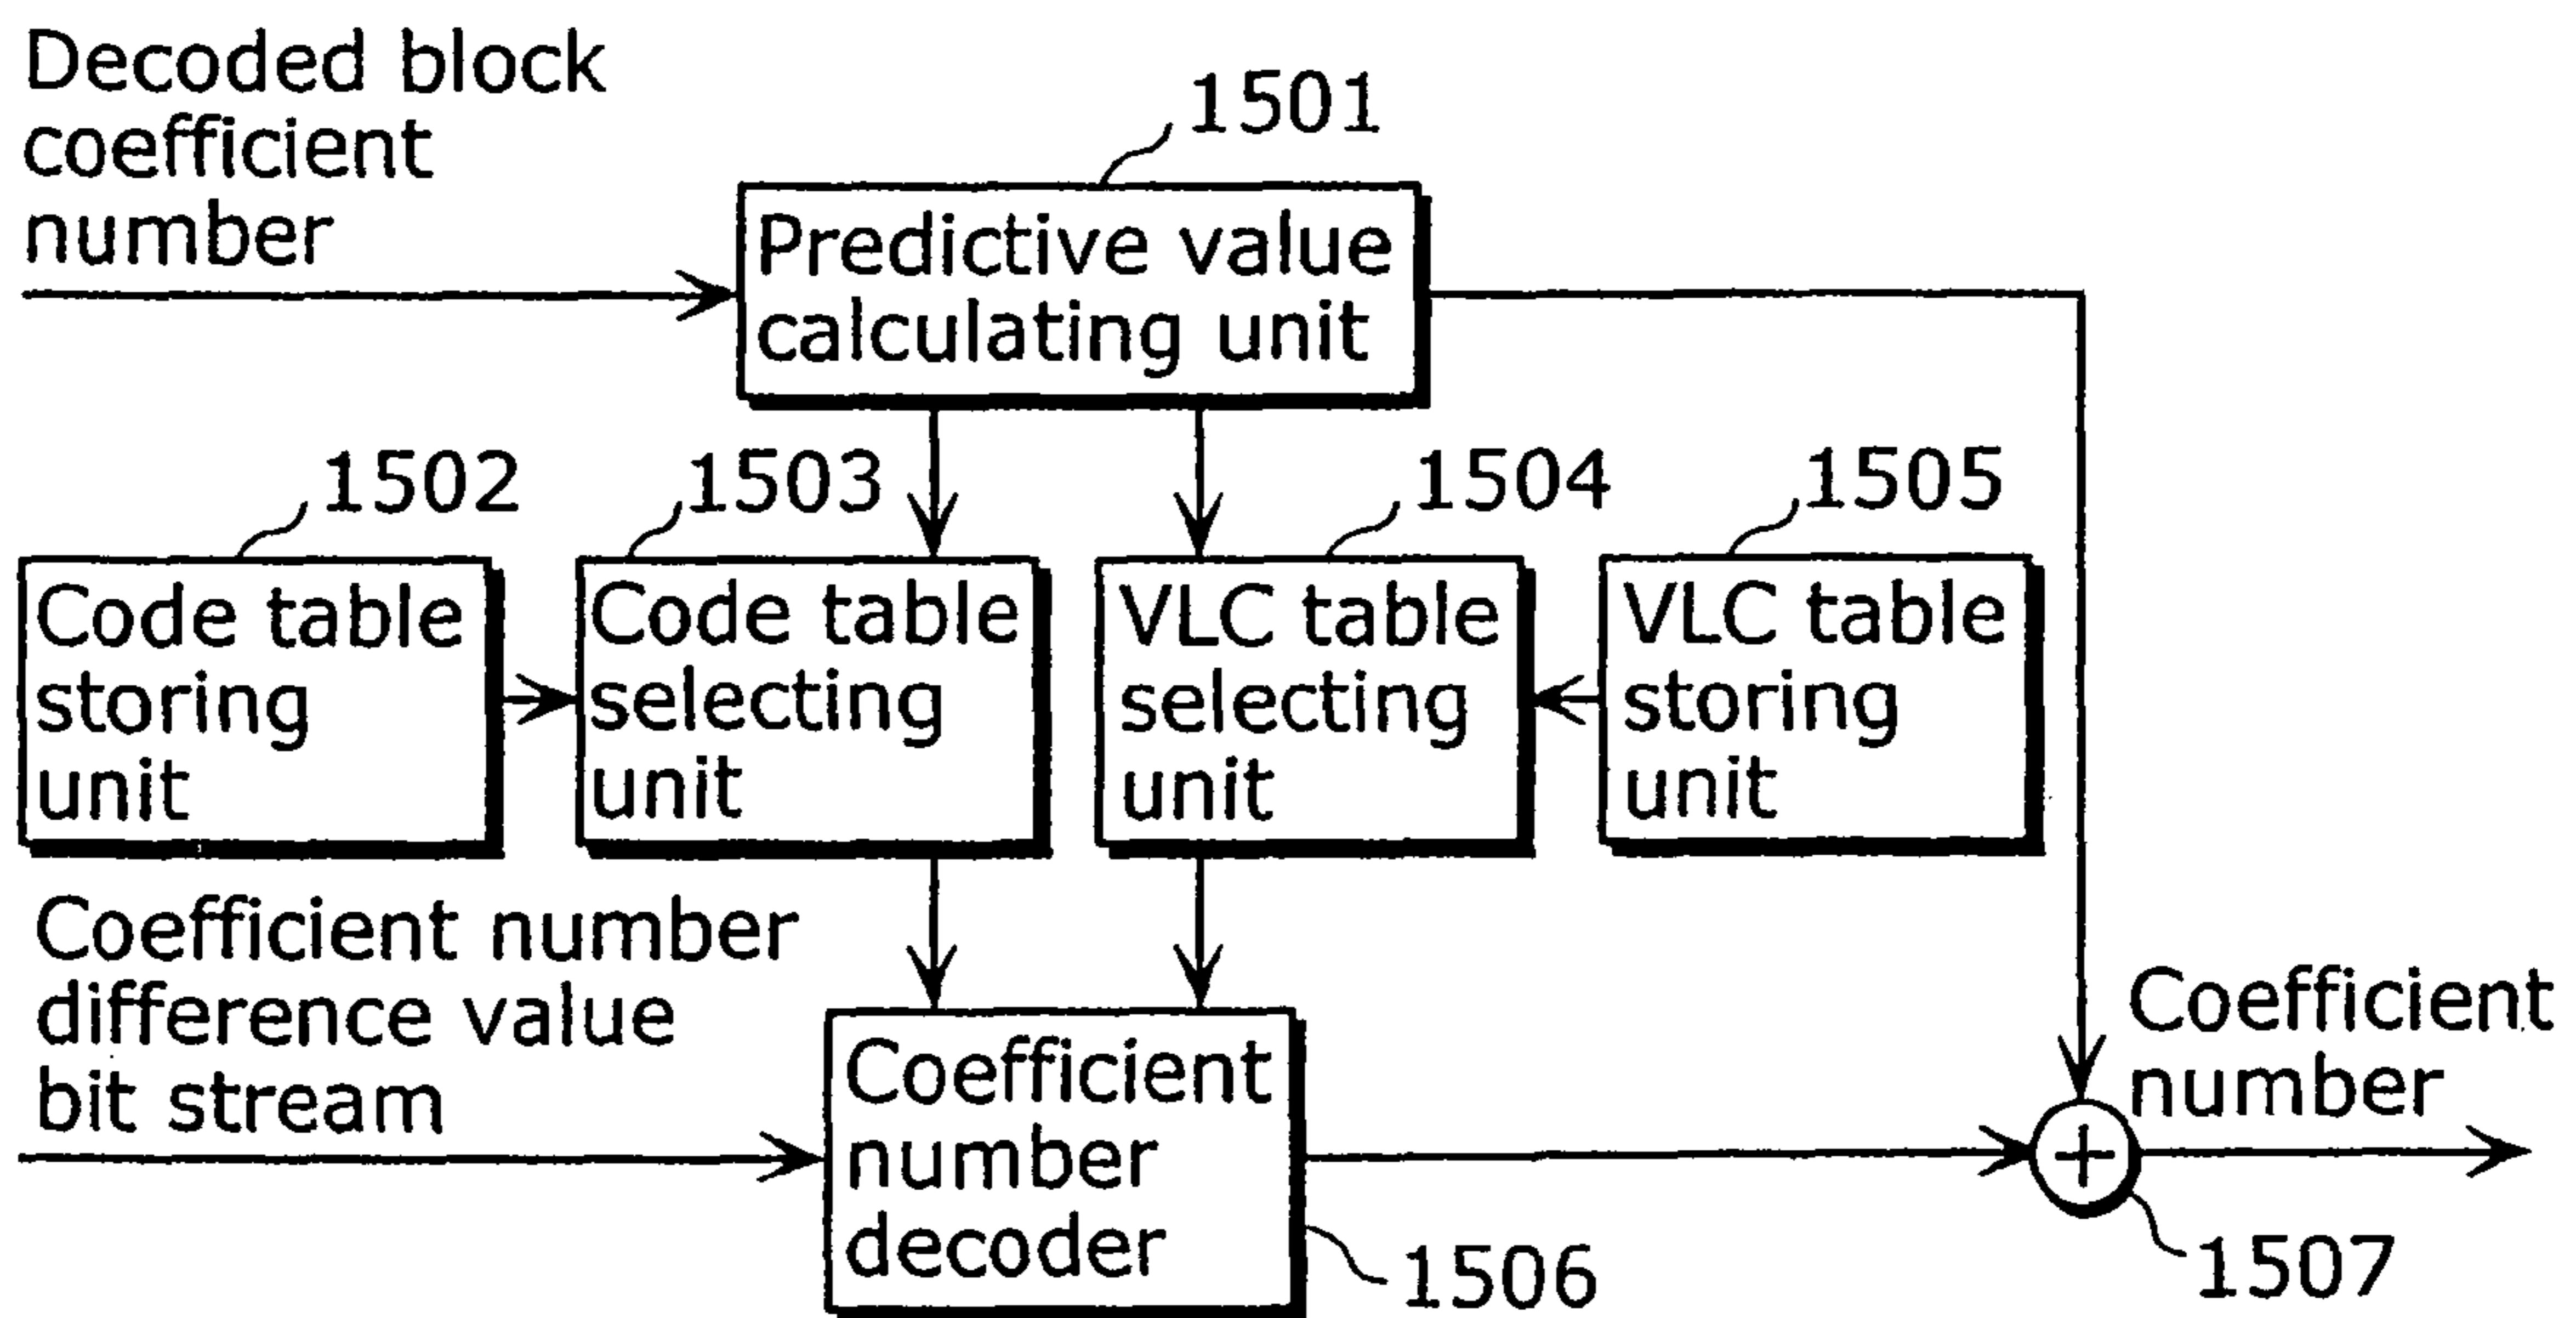 Decoded block
coefficient
number
1501
Predictive value
calculating unit
1502
1503
1504
1505
Code table
storing
unit
Code table
selecting
unit
VLC table
selecting
unit
VLC table
storing
unit
Coefficient number
difference value
bit stream
Coefficient
number
decoder
1506
Coefficient
number
+
1507